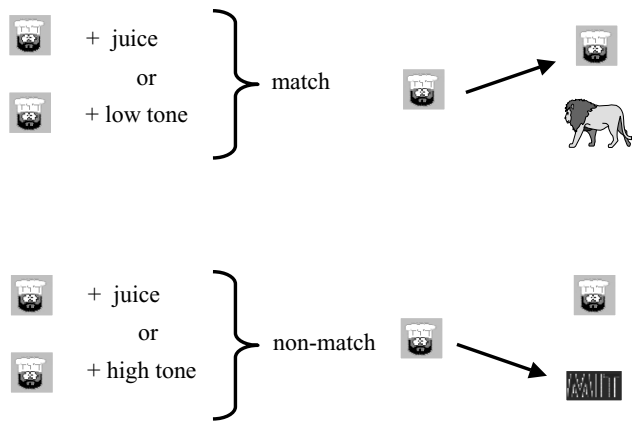 + juice
or
+ low tone
match
+ juice
or
+ high tone
non-match